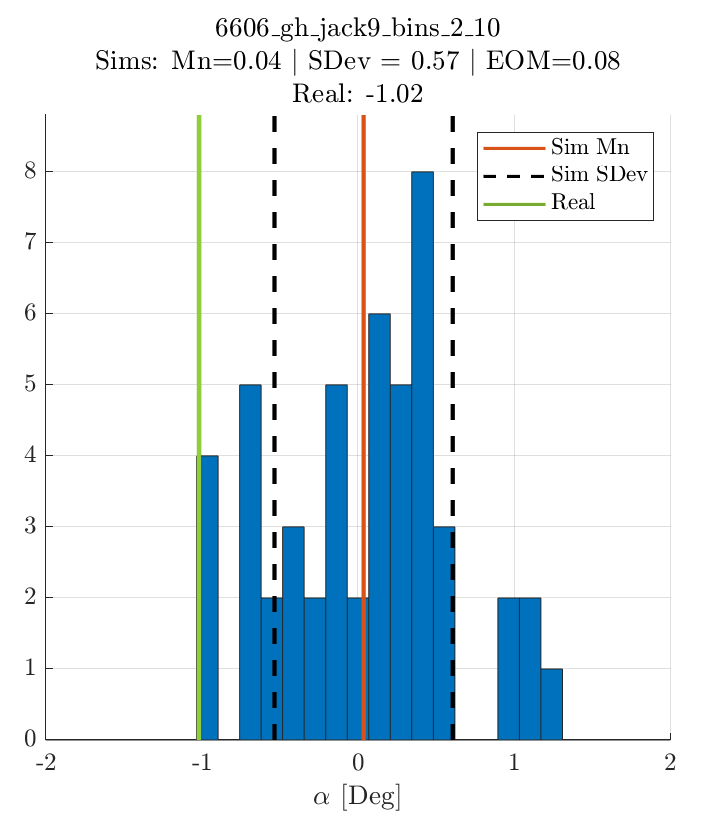 6606_gh_jack9_bins_2_10
Sims: Mn=0.04 | SDev = 0.57 | EOM=0.08
Real: -1.02
Sim Mn
Sim SDev
Real
8
7
6
5
4
3
2
1
0
-2 -1 0 1 2
α [Deg]